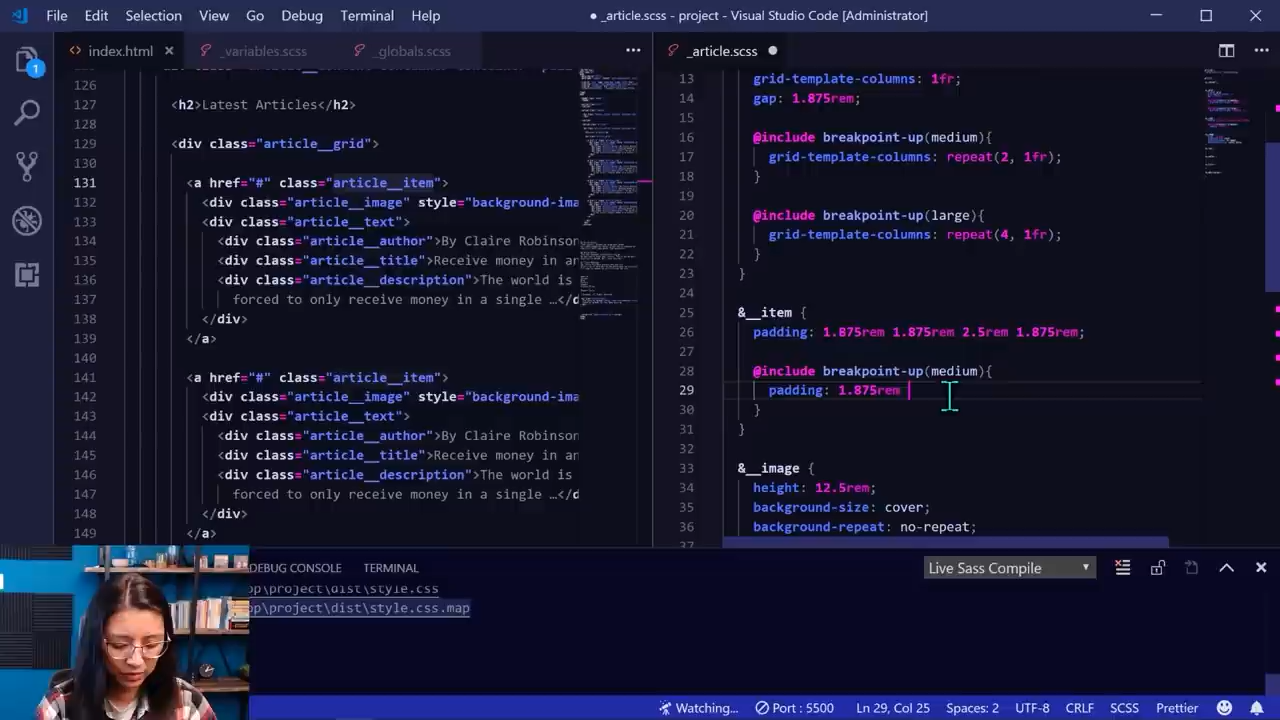 File Edit Selection View Go Debug Terminal Help
● _article.scss - project - Visual Studio Code [Administrator]
index.html
_variables.scss
_globals.scss
_article.scss
1
126
127 <h2>Latest Articles</h2>
128
129 <div class="article__grid">
130
131 <a href="#" class="article__item">
132 <div class="article__image" style="background-ima
133 <div class="article__text">
134 <div class="article__author">By Claire Robinson
135 <div class="article__title">Receive money in an
136 <div class="article__description">The world is
137 forced to only receive money in a single …</d
138 </div>
139 </a>
140
141 <a href="#" class="article__item">
142 <div class="article__image" style="background-ima
143 <div class="article__text">
144 <div class="article__author">By Claire Robinson
145 <div class="article__title">Receive money in an
146 <div class="article__description">The world is
147 forced to only receive money in a single …</d
148 </div>
149 </a>
13 grid-template-columns: 1fr;
14 gap: 1.875rem;
15
16 @include breakpoint-up(medium){
17 grid-template-columns: repeat(2, 1fr);
18 }
19
20 @include breakpoint-up(large){
21 grid-template-columns: repeat(4, 1fr);
22 }
23 }
24
25 &__item {
26 padding: 1.875rem 1.875rem 2.5rem 1.875rem;
27
28 @include breakpoint-up(medium){
29 padding: 1.875rem
30 }
31 }
32
33 &__image {
34 height: 12.5rem;
35 background-size: cover;
36 background-repeat: no-repeat;
37
DEBUG CONSOLE TERMINAL
Live Sass Compile
op\project\dist\style.css
op\project\dist\style.css.map
Watching... Port : 5500 Ln 29, Col 25 Spaces: 2 UTF-8 CRLF SCSS Prettier